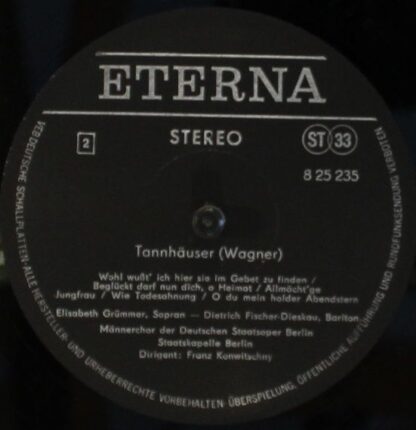 ETERNA
2 STEREO ST 33
8 25 235
Tannhäuser (Wagner)
Wohl wußt' ich hier sie im Gebet zu finden /
Beglückt darf nun dich, o Heimat / Allmächt'ge
Jungfrau / Wie Todesahnung / O du mein holder Abendstern
Elisabeth Grümmer, Sopran — Dietrich Fischer-Dieskau, Bariton
Männerchor der Deutschen Staatsoper Berlin
Staatskapelle Berlin
Dirigent: Franz Konwitschny
VEB DEUTSCHE SCHALLPLATTEN · ALLE HERSTELLER- UND URHEBERRECHTE VORBEHALTEN · ÜBERSPIELUNG, ÖFFENTLICHE AUFFÜHRUNG UND RUNDFUNKSENDUNG VERBOTEN